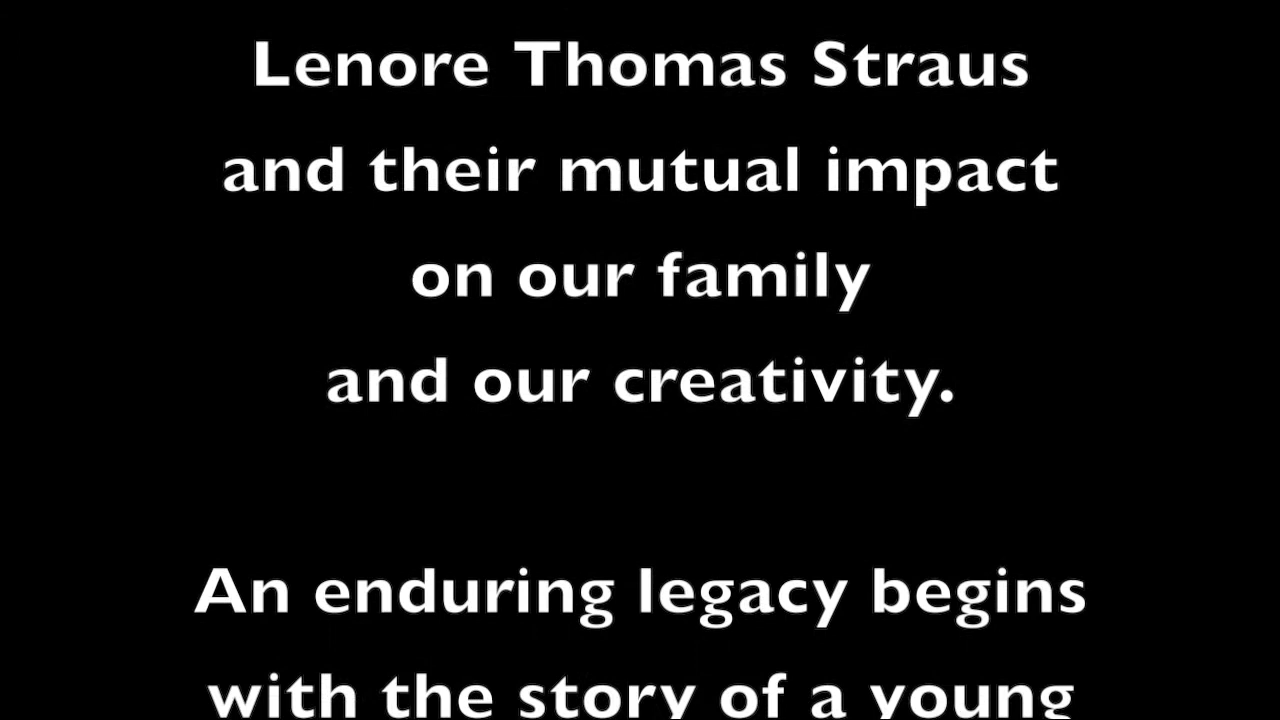 Lenore Thomas Straus
and their mutual impact
on our family
and our creativity.
An enduring legacy begins
with the story of a young